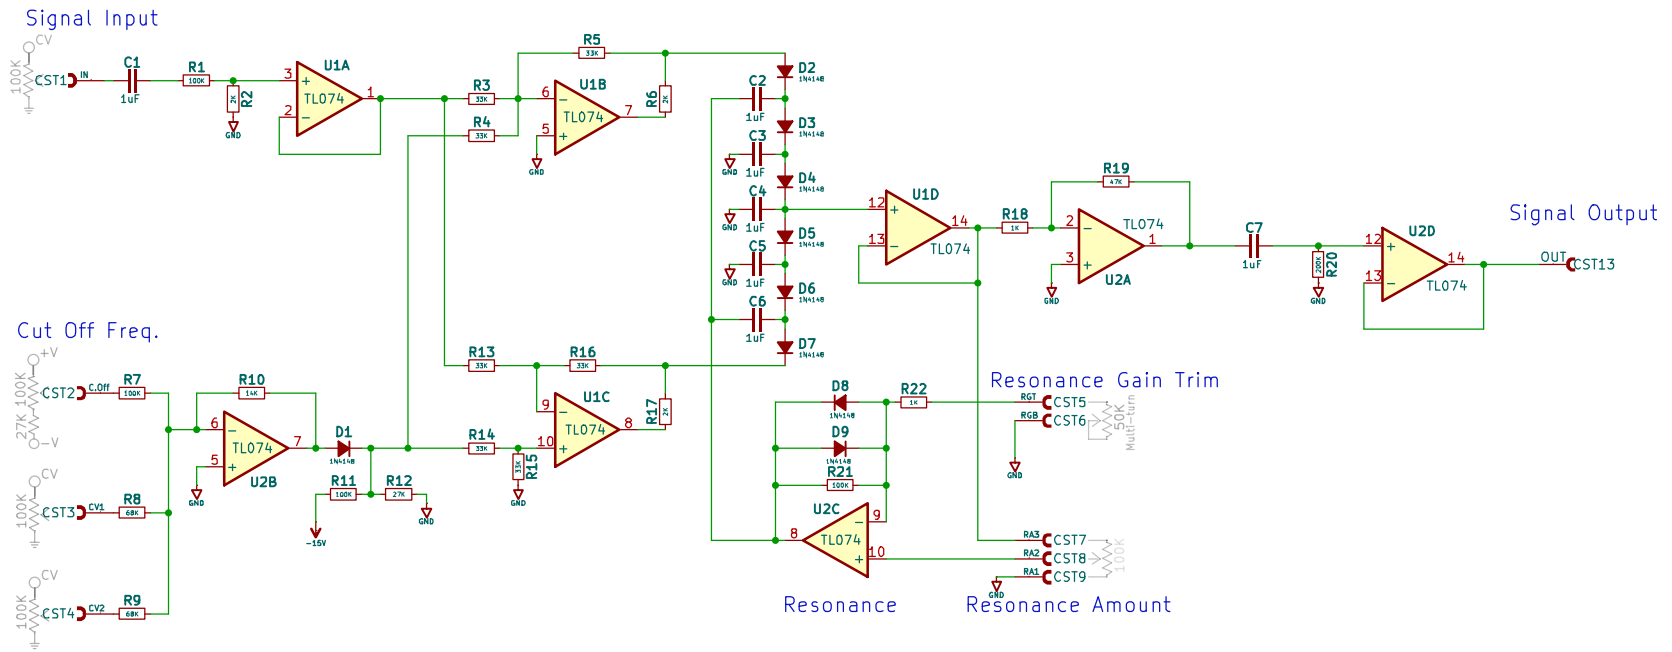 Signal Input
CV
100K
CST1
IN
C1
1uF
R1
100K
R2
2K
GND
U1A
TL074
3
2
1
+
−
R5
33K
R3
33K
R4
33K
U1B
TL074
6
5
7
−
+
GND
R6
2K
D2
1N4148
C2
1uF
D3
1N4148
C3
1uF
GND
D4
1N4148
C4
1uF
GND
D5
1N4148
C5
1uF
GND
D6
1N4148
C6
1uF
D7
1N4148
U1D
TL074
12
13
14
+
−
R18
1K
R19
47K
TL074
U2A
2
3
1
−
+
GND
C7
1uF
R20
200K
GND
U2D
TL074
12
13
14
+
−
Signal Output
OUT
CST13
Cut Off Freq.
+V
100K
27K
−V
CST2
C.Off
R7
100K
CV
100K
CST3
CV1
R8
68K
CV
100K
CST4
CV2
R9
68K
R10
14K
U2B
TL074
6
5
7
−
+
GND
D1
1N4148
R11
100K
-15V
R12
27K
GND
R13
33K
R16
33K
R14
33K
R15
33K
GND
U1C
TL074
9
10
8
−
+
R17
2K
D8
1N4148
D9
1N4148
R21
100K
R22
1K
U2C
TL074
9
10
8
−
+
Resonance
Resonance Gain Trim
RGT
CST5
RGB
CST6
50K
Multi-turn
GND
RA3
CST7
RA2
CST8
RA1
CST9
100K
GND
Resonance Amount